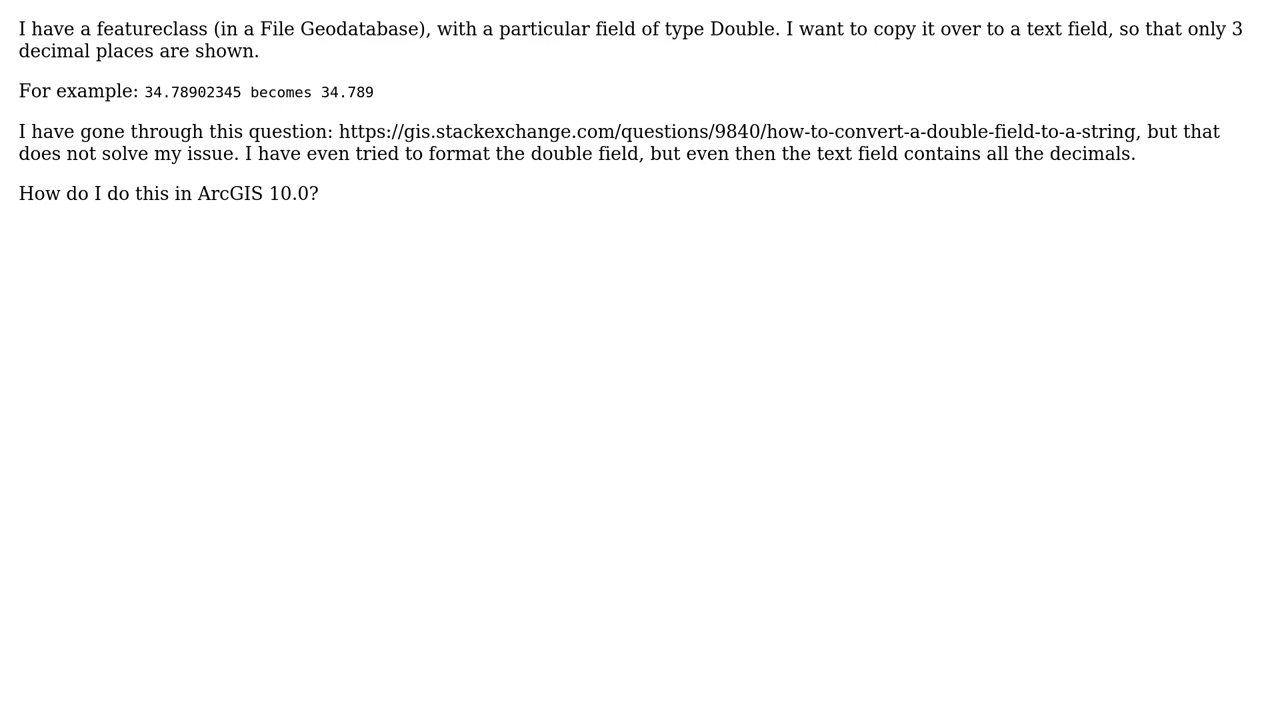 I have a featureclass (in a File Geodatabase), with a particular field of type Double. I want to copy it over to a text field, so that only 3
decimal places are shown.
For example: 34.78902345 becomes 34.789
I have gone through this question: https://gis.stackexchange.com/questions/9840/how-to-convert-a-double-field-to-a-string, but that
does not solve my issue. I have even tried to format the double field, but even then the text field contains all the decimals.
How do I do this in ArcGIS 10.0?